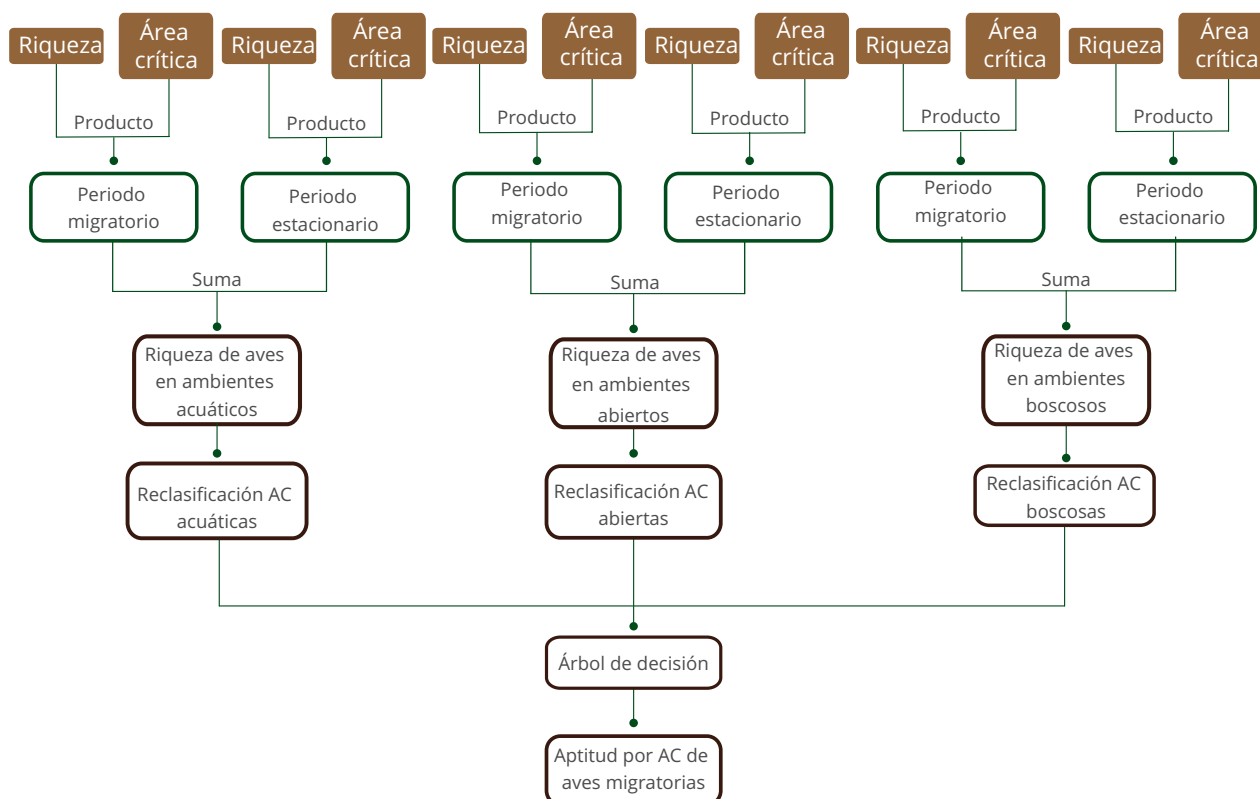 Riqueza
Área
crítica
Riqueza
Área
crítica
Riqueza
Área
crítica
Riqueza
Área
crítica
Riqueza
Área
crítica
Riqueza
Área
crítica
Producto
Producto
Producto
Producto
Producto
Producto
Periodo
migratorio
Periodo
estacionario
Periodo
migratorio
Periodo
estacionario
Periodo
migratorio
Periodo
estacionario
Suma
Suma
Suma
Riqueza de aves
en ambientes
acuáticos
Riqueza de aves
en ambientes
abiertos
Riqueza de aves
en ambientes
boscosos
Reclasificación AC
acuáticas
Reclasificación AC
abiertas
Reclasificación AC
boscosas
Árbol de decisión
Aptitud por AC de
aves migratorias